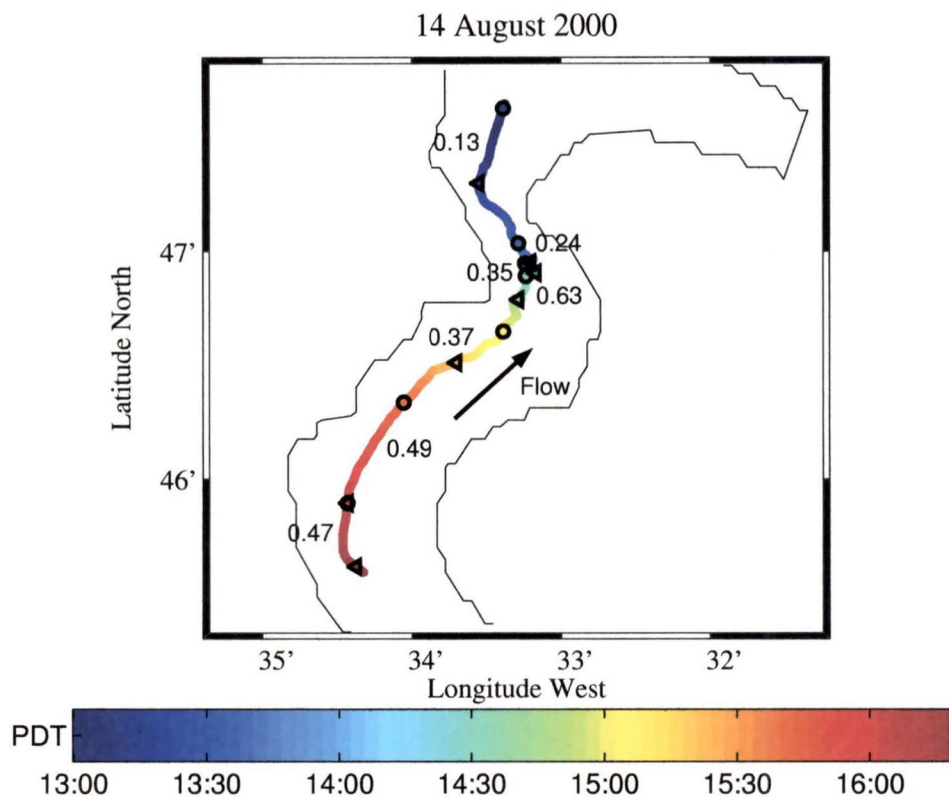 14 August 2000
0.13
47'
0.24
0.35
0.63
0.37
Flow
0.49
46'
0.47
Latitude North
35' 34' 33' 32'
Longitude West
PDT
13:00 13:30 14:00 14:30 15:00 15:30 16:00